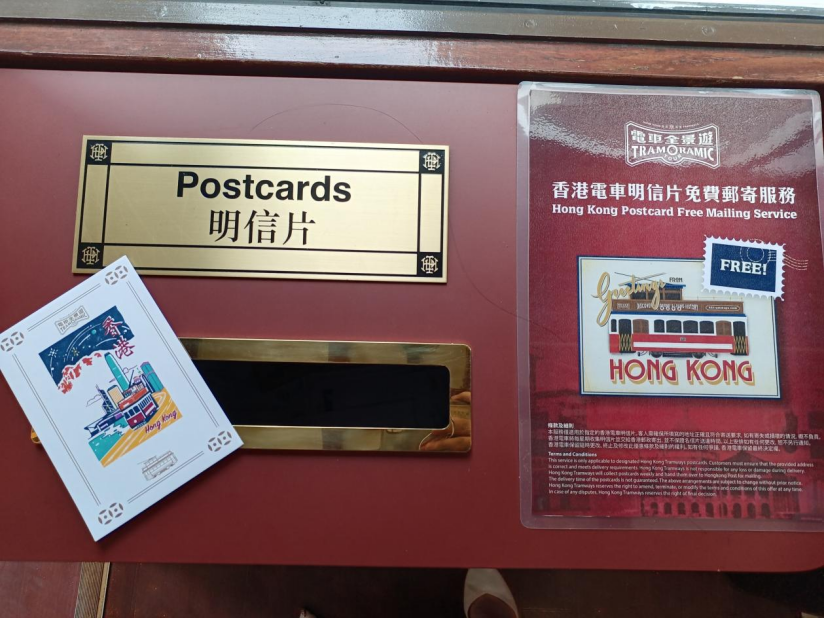 Postcards
明信片
電車全景遊
香港
Hong Kong
電車全景遊
TRAMORAMIC
TOUR
香港電車明信片免費郵寄服務
Hong Kong Postcard Free Mailing Service
FREE!
Greetings
FROM
HONG KONG
條款及細則
Terms and Conditions
This service is only applicable to designated Hong Kong Tramways postcards. Customers must ensure that the provided address
is correct and meets delivery requirements. Hong Kong Tramways is not responsible for any loss or damage during delivery.
Hong Kong Tramways will collect postcards weekly and hand them over to Hongkong Post for mailing.
The delivery time of the postcards is not guaranteed. The above arrangements are subject to change without prior notice.
Hong Kong Tramways reserves the right to amend, terminate, or modify the terms and conditions of this offer at any time.
In case of any disputes, Hong Kong Tramways reserves the right of final decision.